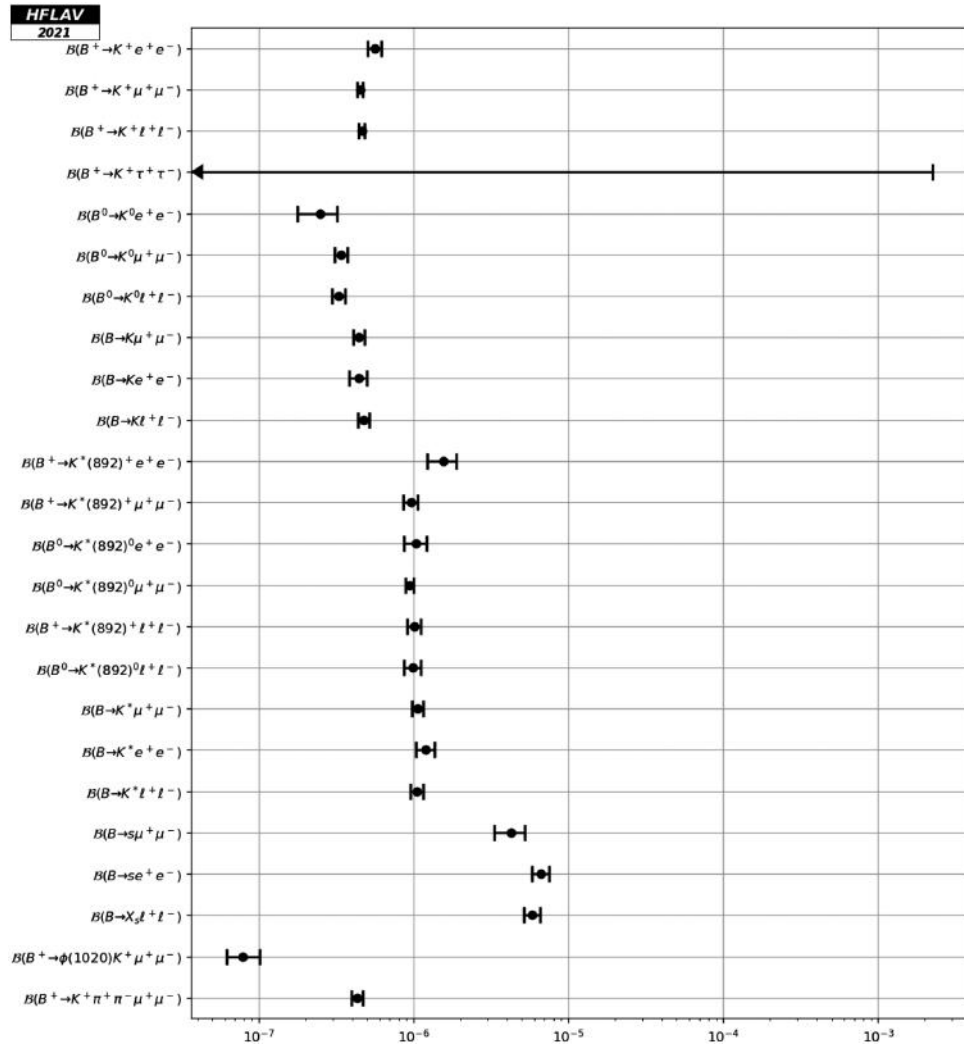 HFLAV
2021
ℬ(B⁺→K⁺e⁺e⁻)
ℬ(B⁺→K⁺μ⁺μ⁻)
ℬ(B⁺→K⁺ℓ⁺ℓ⁻)
ℬ(B⁺→K⁺τ⁺τ⁻)
ℬ(B⁰→K⁰e⁺e⁻)
ℬ(B⁰→K⁰μ⁺μ⁻)
ℬ(B⁰→K⁰ℓ⁺ℓ⁻)
ℬ(B→Kμ⁺μ⁻)
ℬ(B→Ke⁺e⁻)
ℬ(B→Kℓ⁺ℓ⁻)
ℬ(B⁺→K*(892)⁺e⁺e⁻)
ℬ(B⁺→K*(892)⁺μ⁺μ⁻)
ℬ(B⁰→K*(892)⁰e⁺e⁻)
ℬ(B⁰→K*(892)⁰μ⁺μ⁻)
ℬ(B⁺→K*(892)⁺ℓ⁺ℓ⁻)
ℬ(B⁰→K*(892)⁰ℓ⁺ℓ⁻)
ℬ(B→K*μ⁺μ⁻)
ℬ(B→K*e⁺e⁻)
ℬ(B→K*ℓ⁺ℓ⁻)
ℬ(B→sμ⁺μ⁻)
ℬ(B→se⁺e⁻)
ℬ(B→Xₛℓ⁺ℓ⁻)
ℬ(B⁺→ϕ(1020)K⁺μ⁺μ⁻)
ℬ(B⁺→K⁺π⁺π⁻μ⁺μ⁻)
10⁻⁷ 10⁻⁶ 10⁻⁵ 10⁻⁴ 10⁻³